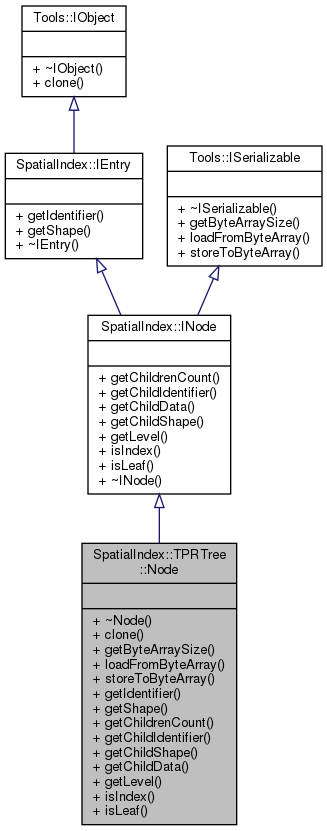 Tools::IObject
+ ~IObject()
+ clone()
SpatialIndex::IEntry
+ getIdentifier()
+ getShape()
+ ~IEntry()
Tools::ISerializable
+ ~ISerializable()
+ getByteArraySize()
+ loadFromByteArray()
+ storeToByteArray()
SpatialIndex::INode
+ getChildrenCount()
+ getChildIdentifier()
+ getChildData()
+ getChildShape()
+ getLevel()
+ isIndex()
+ isLeaf()
+ ~INode()
SpatialIndex::TPRTree
::Node
+ ~Node()
+ clone()
+ getByteArraySize()
+ loadFromByteArray()
+ storeToByteArray()
+ getIdentifier()
+ getShape()
+ getChildrenCount()
+ getChildIdentifier()
+ getChildShape()
+ getChildData()
+ getLevel()
+ isIndex()
+ isLeaf()